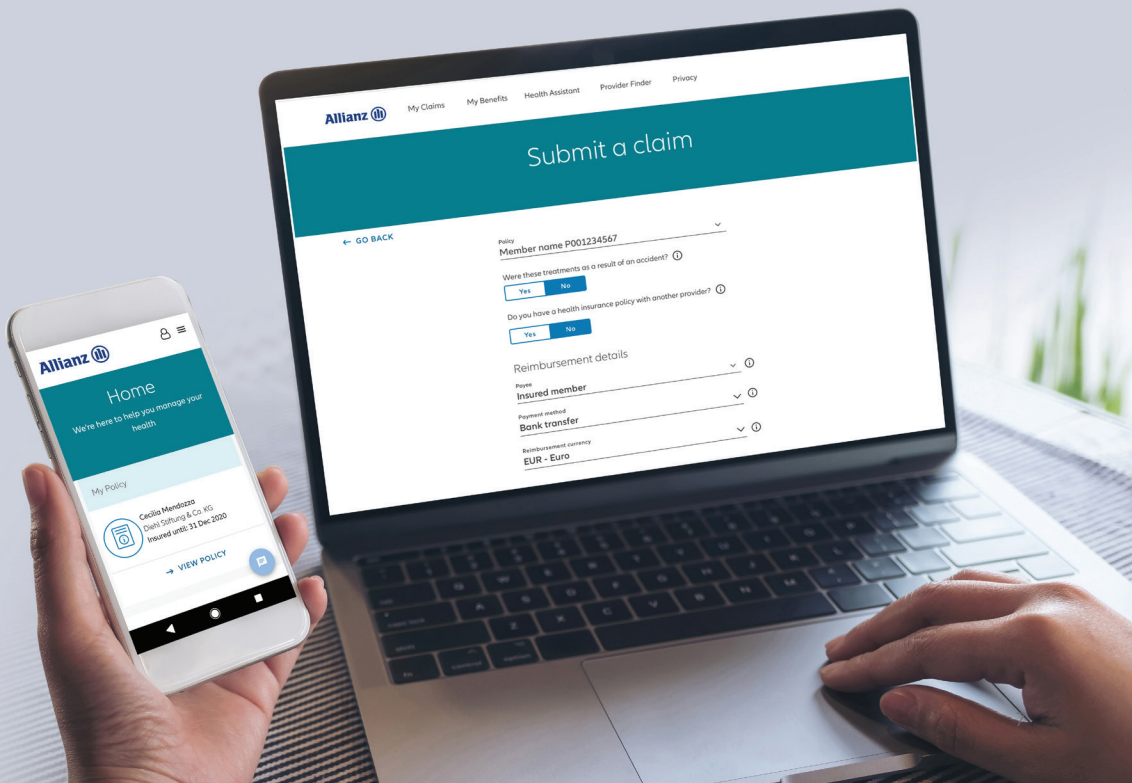 Allianz
My Claims
My Benefits
Health Assistant
Provider Finder
Privacy
Submit a claim
← GO BACK
Policy
Member name P001234567
Were these treatments as a result of an accident?
Yes No
Do you have a health insurance policy with another provider?
Yes No
Reimbursement details
Payee
Insured member
Payment method
Bank transfer
Reimbursement currency
EUR - Euro
Allianz
Home
We're here to help you manage your
health
My Policy
Cecilia Mendozza
Diehl Stiftung & Co. KG
Insured until: 31 Dec 2020
→ VIEW POLICY
Q W
A S D
Z X C V B N M
fn control option